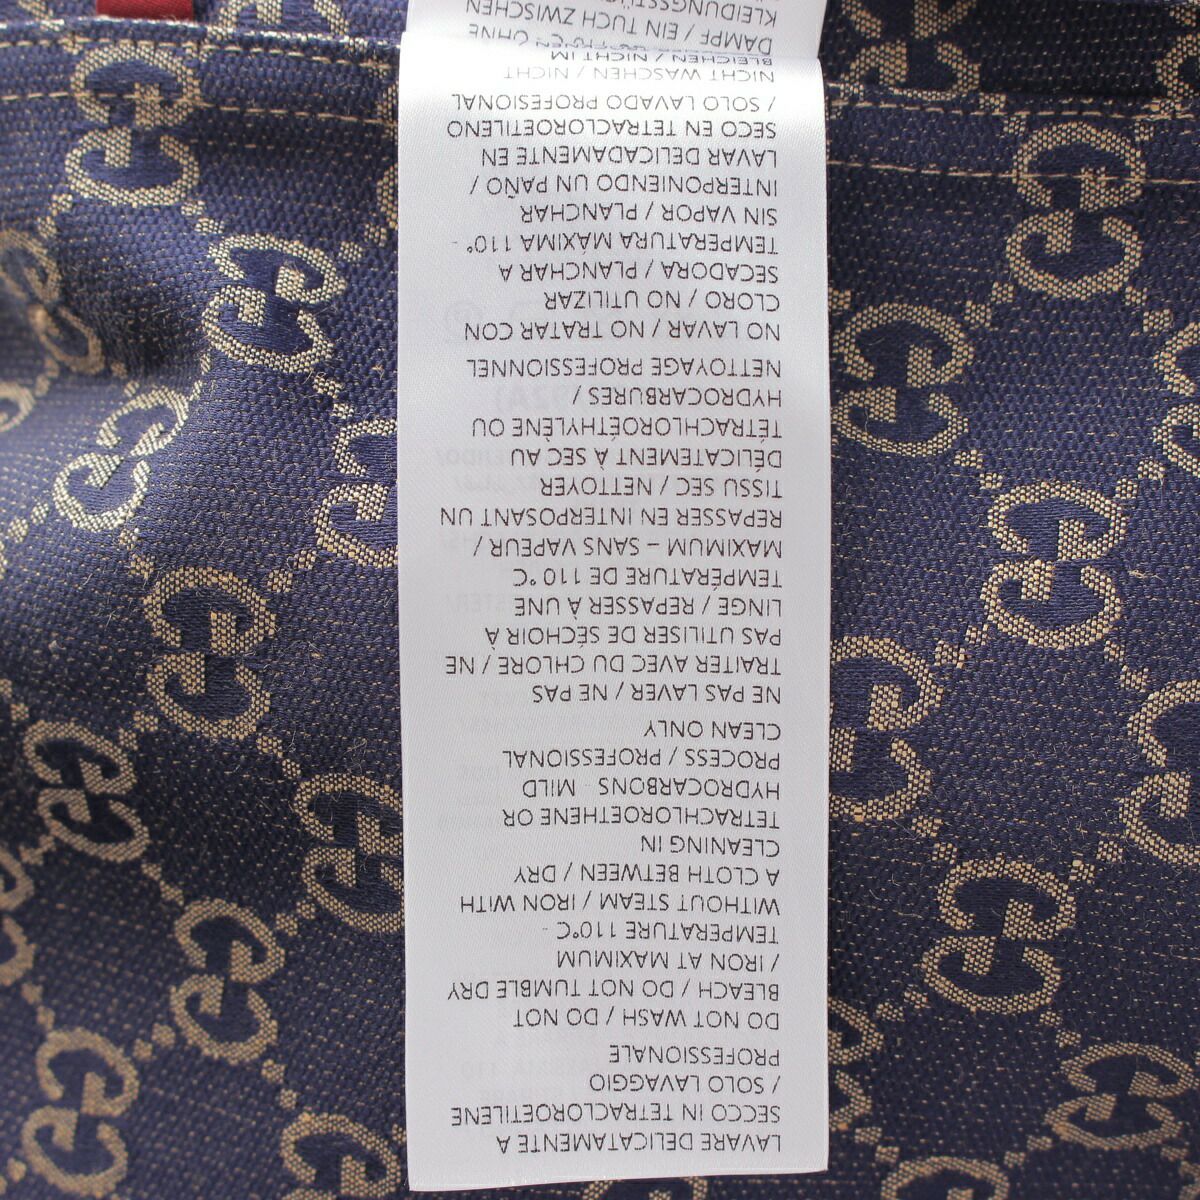 LAVARE DELICATAMENTE A
SECCO IN TETRACLOROETILENE
/ SOLO LAVAGGIO
PROFESSIONALE
DO NOT WASH / DO NOT
BLEACH / DO NOT TUMBLE DRY
/ IRON AT MAXIMUM
TEMPERATURE 110°C -
WITHOUT STEAM / IRON WITH
A CLOTH BETWEEN / DRY
CLEANING IN
TETRACHLOROETHENE OR
HYDROCARBONS - MILD
PROCESS / PROFESSIONAL
CLEAN ONLY
NE PAS LAVER / NE PAS
TRAITER AVEC DU CHLORE / NE
PAS UTILISER DE SÉCHOIR À
LINGE / REPASSER À UNE
TEMPÉRATURE DE 110 °C
MAXIMUM – SANS VAPEUR /
REPASSER EN INTERPOSANT UN
TISSU SEC / NETTOYER
DÉLICATEMENT À SEC AU
TÉTRACHLOROÉTHYLÈNE OU
HYDROCARBURES /
NETTOYAGE PROFESSIONNEL
NO LAVAR / NO TRATAR CON
CLORO / NO UTILIZAR
SECADORA / PLANCHAR A
TEMPERATURA MÁXIMA 110° -
SIN VAPOR / PLANCHAR
INTERPONIENDO UN PAÑO /
LAVAR DELICADAMENTE EN
SECO EN TETRACLOROETILENO
/ SOLO LAVADO PROFESIONAL
NICHT WASCHEN / NICHT
BLEICHEN / NICHT IM
OHNE
DAMPF / EIN TUCH ZWISCHEN